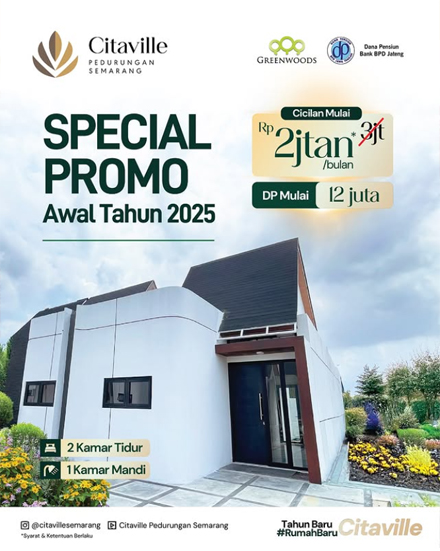 Citaville
PEDURUNGAN
SEMARANG
GREENWOODS
dp
Dana Pensiun
Bank BPD Jateng
SPECIAL
PROMO
Awal Tahun 2025
Cicilan Mulai
Rp 2jtan* 3jt
/bulan
DP Mulai 12 juta
2 Kamar Tidur
1 Kamar Mandi
@citavillesemarang Citaville Pedurungan Semarang
*Syarat & Ketentuan Berlaku
Tahun Baru
#RumahBaru Citaville